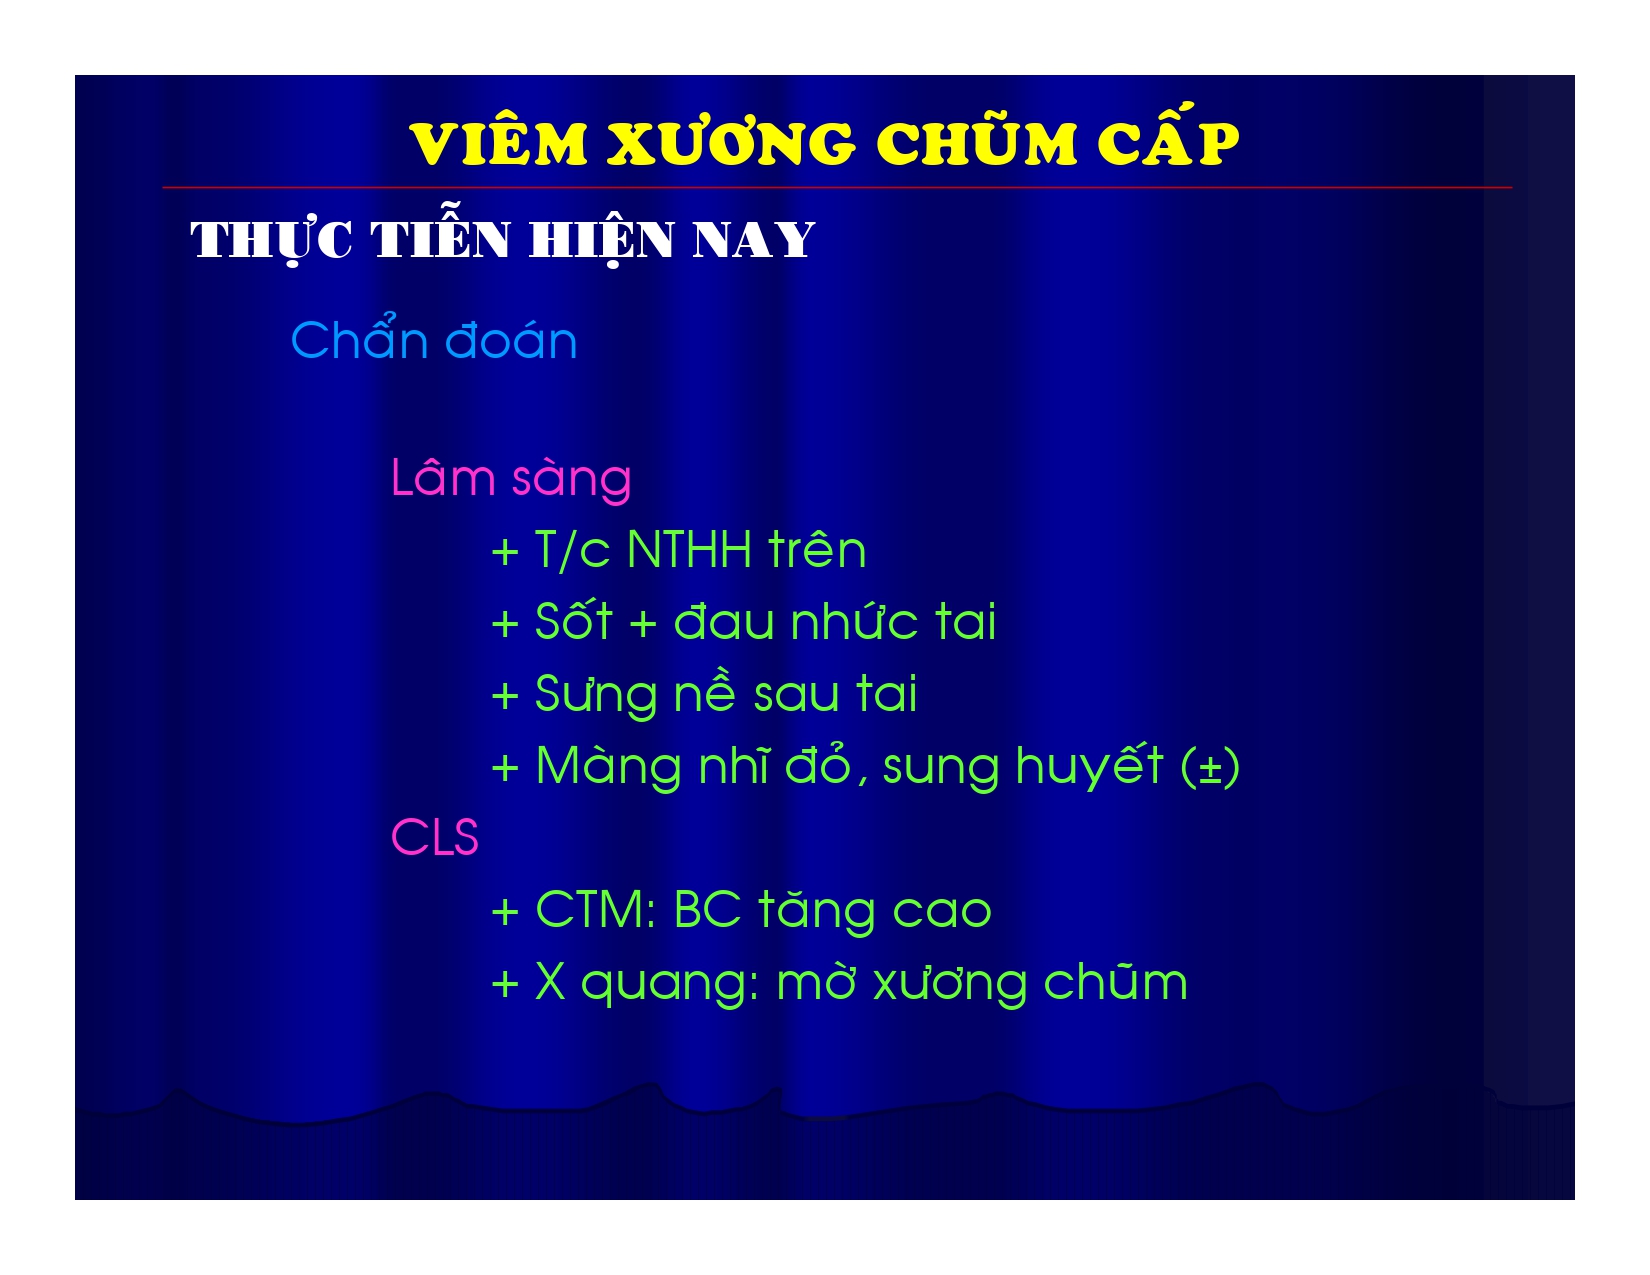 VIÊM XƯƠNG CHŨM CẤP
THỰC TIỄN HIỆN NAY
Chẩn đoán
Lâm sàng
+ T/c NTHH trên
+ Sốt + đau nhức tai
+ Sưng nề sau tai
+ Màng nhĩ đỏ, sung huyết (±)
CLS
+ CTM: BC tăng cao
+ X quang: mờ xương chũm